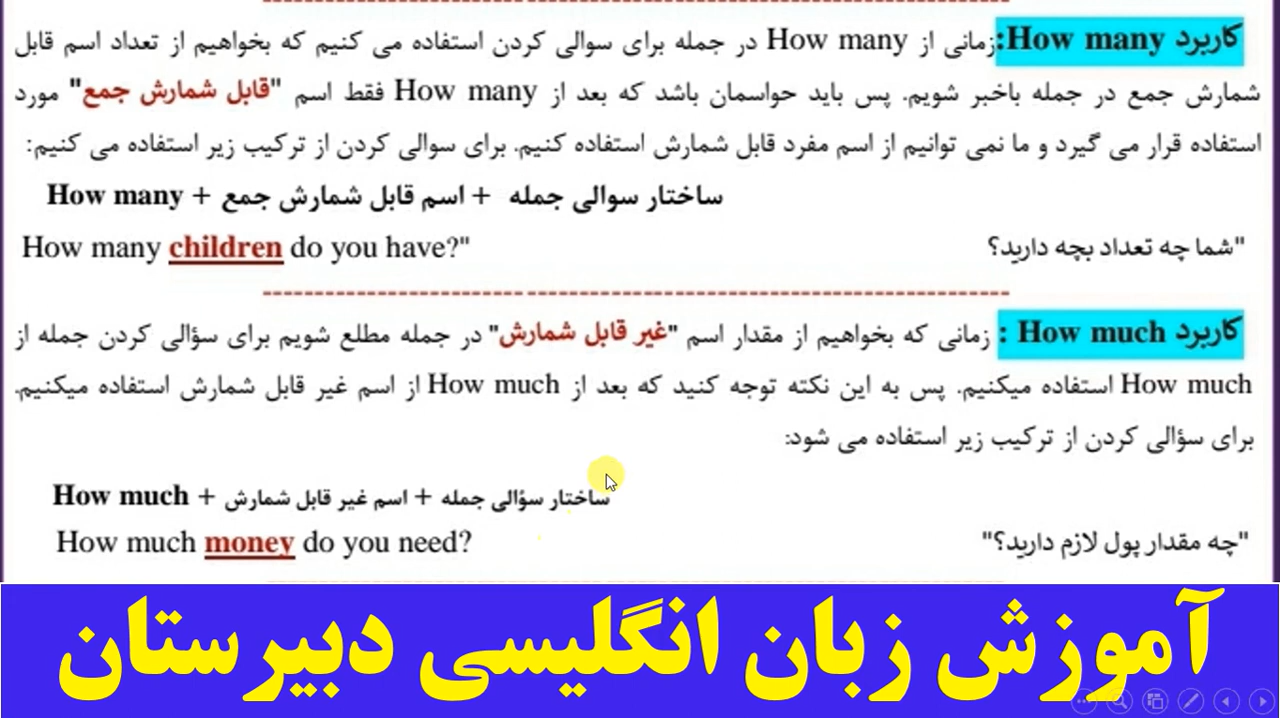 کاربرد How many: زمانی از How many در جمله برای سوالی کردن استفاده می کنیم که بخواهیم از تعداد اسم قابل
شمارش جمع در جمله باخبر شویم. پس باید حواسمان باشد که بعد از How many فقط اسم "قابل شمارش جمع" مورد
استفاده قرار می گیرد و ما نمی توانیم از اسم مفرد قابل شمارش استفاده کنیم. برای سوالی کردن از ترکیب زیر استفاده می کنیم:
How many + اسم قابل شمارش جمع + ساختار سوالی جمله
How many children do you have?" "شما چه تعداد بچه دارید؟
کاربرد How much : زمانی که بخواهیم از مقدار اسم "غیر قابل شمارش" در جمله مطلع شویم برای سؤالی کردن جمله از
How much استفاده میکنیم. پس به این نکته توجه کنید که بعد از How much از اسم غیر قابل شمارش استفاده میکنیم.
برای سؤالی کردن از ترکیب زیر استفاده می شود:
How much + اسم غیر قابل شمارش + ساختار سؤالی جمله
How much money do you need? "چه مقدار پول لازم دارید؟"
آموزش زبان انگلیسی دبیرستان